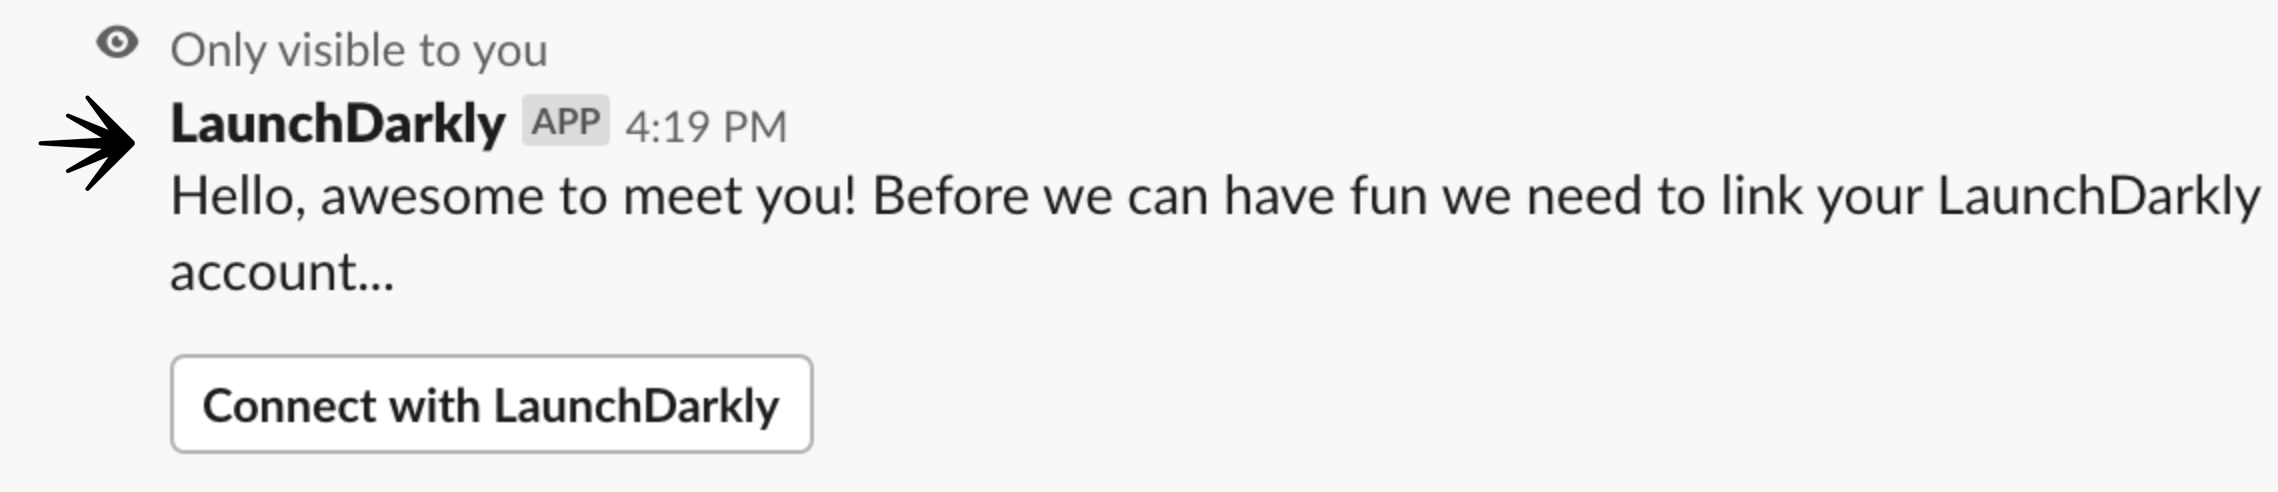 Only visible to you
LaunchDarkly APP 4:19 PM
Hello, awesome to meet you! Before we can have fun we need to link your LaunchDarkly
account...
Connect with LaunchDarkly